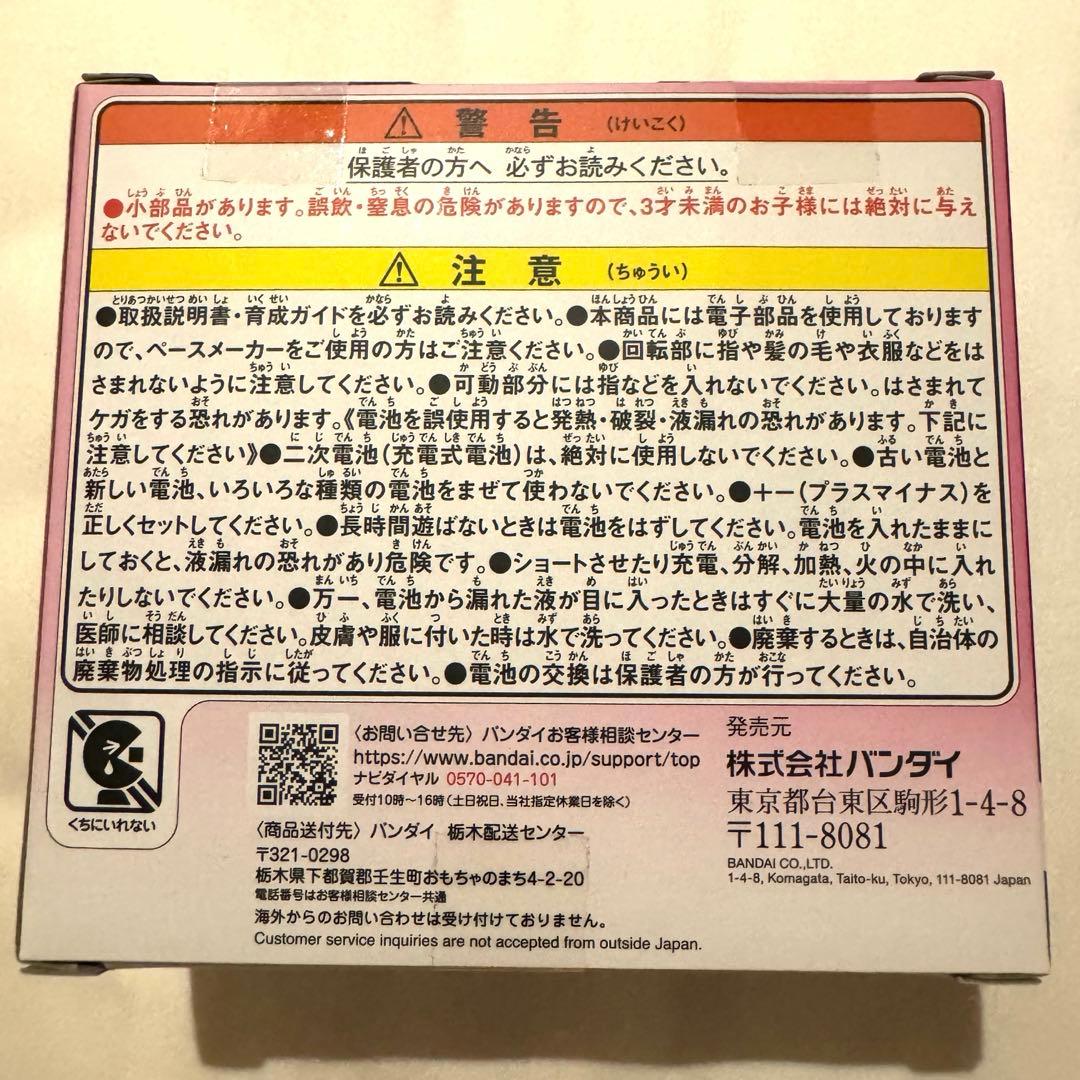 警告 (けいこく)
保護者の方へ 必ずお読みください。
●小部品があります。誤飲・窒息の危険がありますので、3才未満のお子様には絶対に与え
ないでください。
注意 (ちゅうい)
●取扱説明書・育成ガイドを必ずお読みください。●本商品には電子部品を使用しております
ので、ペースメーカーをご使用の方はご注意ください。●回転部に指や髪の毛や衣服などをは
さまれないように注意してください。●可動部分には指などを入れないでください。はさまれて
ケガをする恐れがあります。《電池を誤使用すると発熱・破裂・液漏れの恐れがあります。下記に
注意してください》●二次電池(充電式電池)は、絶対に使用しないでください。●古い電池と
新しい電池、いろいろな種類の電池をまぜて使わないでください。●+-(プラスマイナス)を
正しくセットしてください。●長時間遊ばないときは電池をはずしてください。電池を入れたままに
しておくと、液漏れの恐れがあり危険です。●ショートさせたり充電、分解、加熱、火の中に入れ
たりしないでください。●万一、電池から漏れた液が目に入ったときはすぐに大量の水で洗い、
医師に相談してください。皮膚や服に付いた時は水で洗ってください。●廃棄するときは、自治体の
廃棄物処理の指示に従ってください。●電池の交換は保護者の方が行ってください。
くちにいれない
〈お問い合せ先〉バンダイお客様相談センター
https://www.bandai.co.jp/support/top
ナビダイヤル 0570-041-101
受付10時〜16時(土日祝日、当社指定休業日を除く)
〈商品送付先〉バンダイ 栃木配送センター
〒321-0298
栃木県下都賀郡壬生町おもちゃのまち4-2-20
電話番号はお客様相談センター共通
海外からのお問い合わせは受け付けておりません。
Customer service inquiries are not accepted from outside Japan.
発売元
株式会社バンダイ
東京都台東区駒形1-4-8
〒111-8081
BANDAI CO.,LTD.
1-4-8, Komagata, Taito-ku, Tokyo, 111-8081 Japan